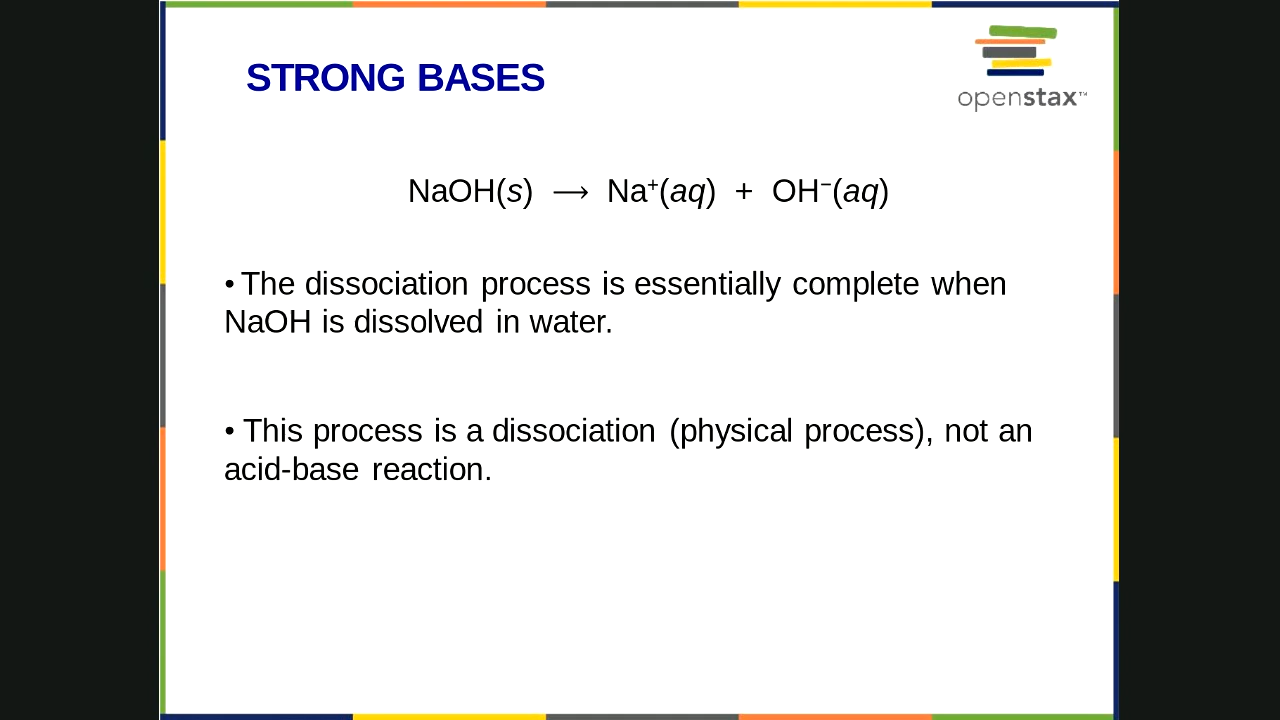 STRONG BASES
openstax™
NaOH(s) ⟶ Na⁺(aq) + OH⁻(aq)
• The dissociation process is essentially complete when
NaOH is dissolved in water.
• This process is a dissociation (physical process), not an
acid-base reaction.